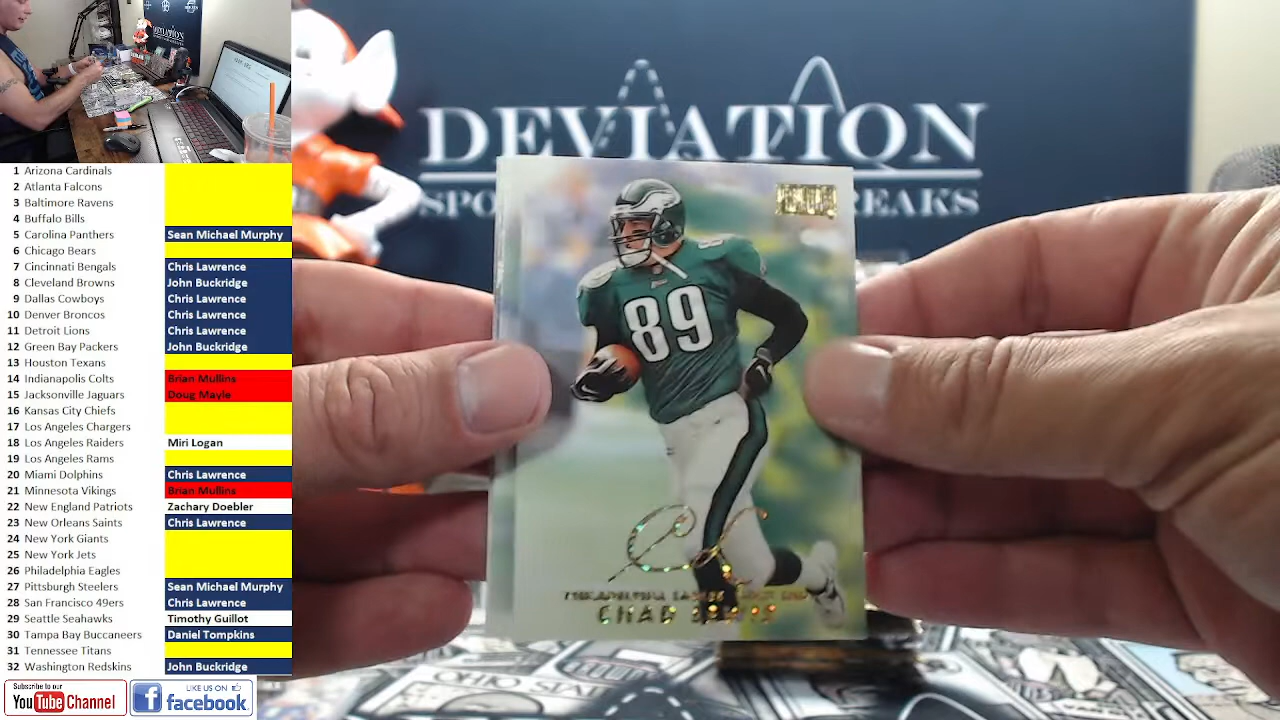 1 Arizona Cardinals
2 Atlanta Falcons
3 Baltimore Ravens
4 Buffalo Bills
5 Carolina Panthers Sean Michael Murphy
6 Chicago Bears
7 Cincinnati Bengals Chris Lawrence
8 Cleveland Browns John Buckridge
9 Dallas Cowboys Chris Lawrence
10 Denver Broncos Chris Lawrence
11 Detroit Lions Chris Lawrence
12 Green Bay Packers John Buckridge
13 Houston Texans
14 Indianapolis Colts Brian Mullins
15 Jacksonville Jaguars Doug Mayle
16 Kansas City Chiefs
17 Los Angeles Chargers
18 Los Angeles Raiders Miri Logan
19 Los Angeles Rams
20 Miami Dolphins Chris Lawrence
21 Minnesota Vikings Brian Mullins
22 New England Patriots Zachary Doebler
23 New Orleans Saints Chris Lawrence
24 New York Giants
25 New York Jets
26 Philadelphia Eagles
27 Pittsburgh Steelers Sean Michael Murphy
28 San Francisco 49ers Chris Lawrence
29 Seattle Seahawks Timothy Guillot
30 Tampa Bay Buccaneers Daniel Tompkins
31 Tennessee Titans
32 Washington Redskins John Buckridge
Subscribe to our
YouTube Channel
LIKE US ON
facebook
DEVIATION
SPO REAKS
89
89
CHAD LEWIS